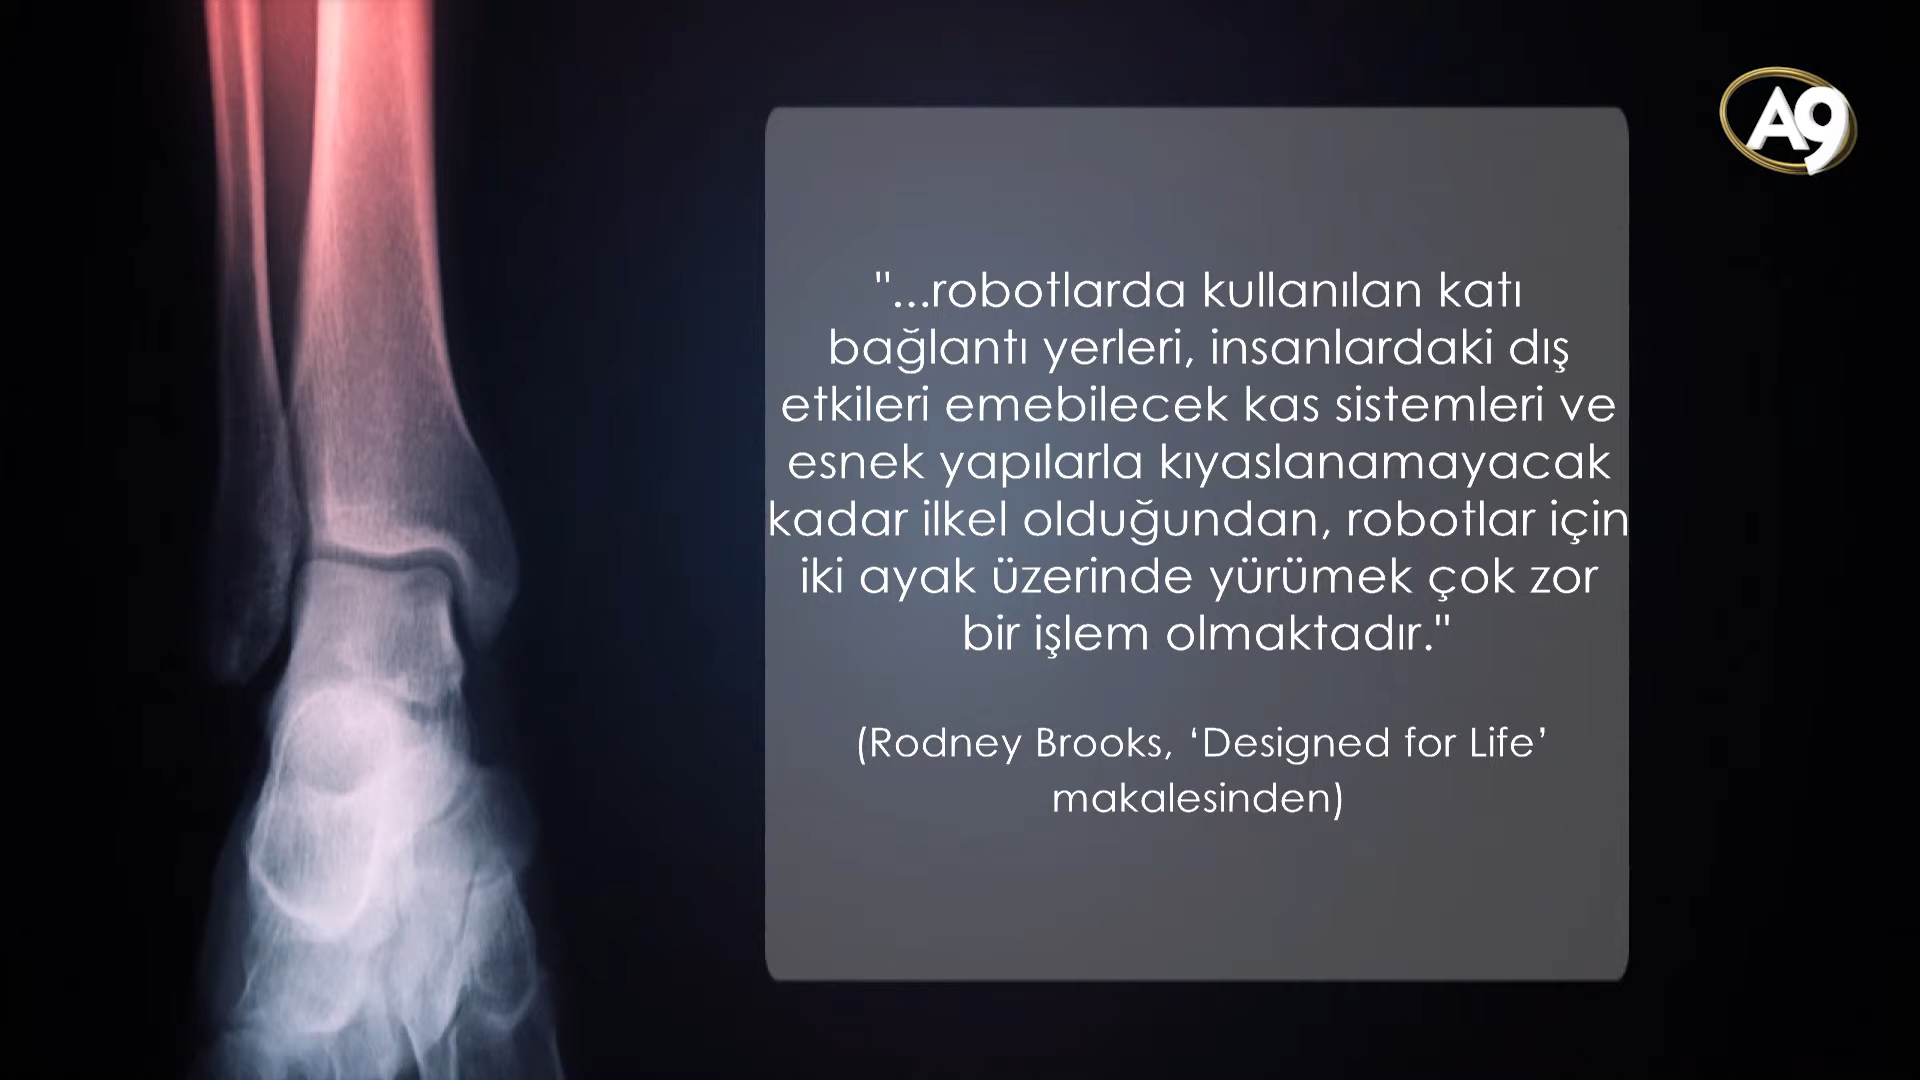 A9
"...robotlarda kullanılan katı
bağlantı yerleri, insanlardaki dış
etkileri emebilecek kas sistemleri ve
esnek yapılarla kıyaslanamayacak
kadar ilkel olduğundan, robotlar için
iki ayak üzerinde yürümek çok zor
bir işlem olmaktadır."
(Rodney Brooks, ‘Designed for Life’
makalesinden)